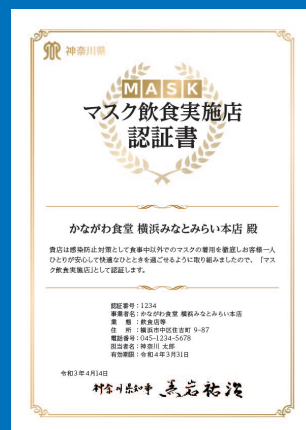 神奈川県
MASK
マスク飲食実施店
認証書
かながわ食堂 横浜みなとみらい本店 殿
貴店は感染防止対策として食事中以外でのマスクの着用を徹底しお客様一人
ひとりが安心して快適なひとときを過ごせるように取り組みましたので、「マス
ク飲食実施店」として認証します。
認証番号：1234
事業者名：かながわ食堂 横浜みなとみらい本店
業 態：飲食店等
住 所：横浜市中区住吉町 9-87
電話番号：045-1234-5678
担当者名：神奈川 太郎
有効期限：令和4年3月31日
令和3年4月14日
神奈川県知事 黒岩祐治